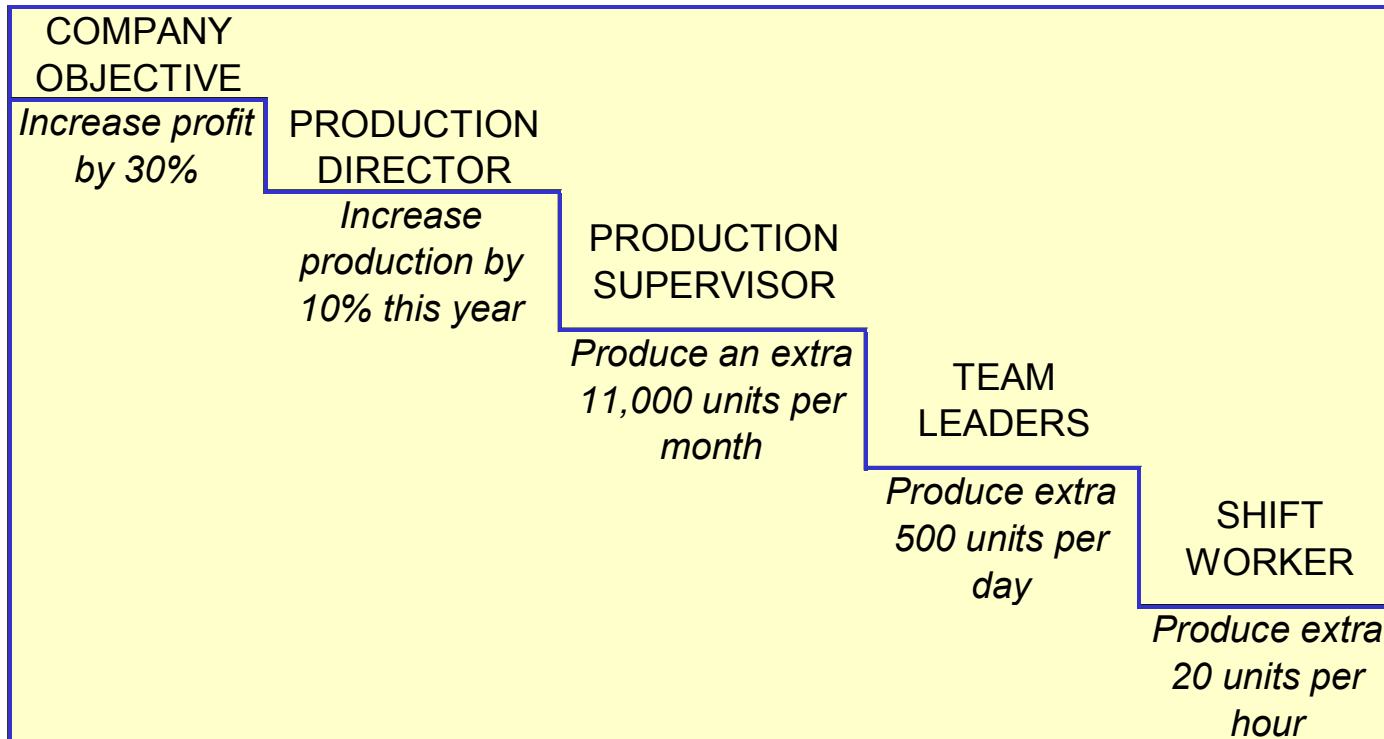 COMPANY
OBJECTIVE
Increase profit
by 30%
PRODUCTION
DIRECTOR
Increase
production by
10% this year
PRODUCTION
SUPERVISOR
Produce an extra
11,000 units per
month
TEAM
LEADERS
Produce extra
500 units per
day
SHIFT
WORKER
Produce extra
20 units per
hour